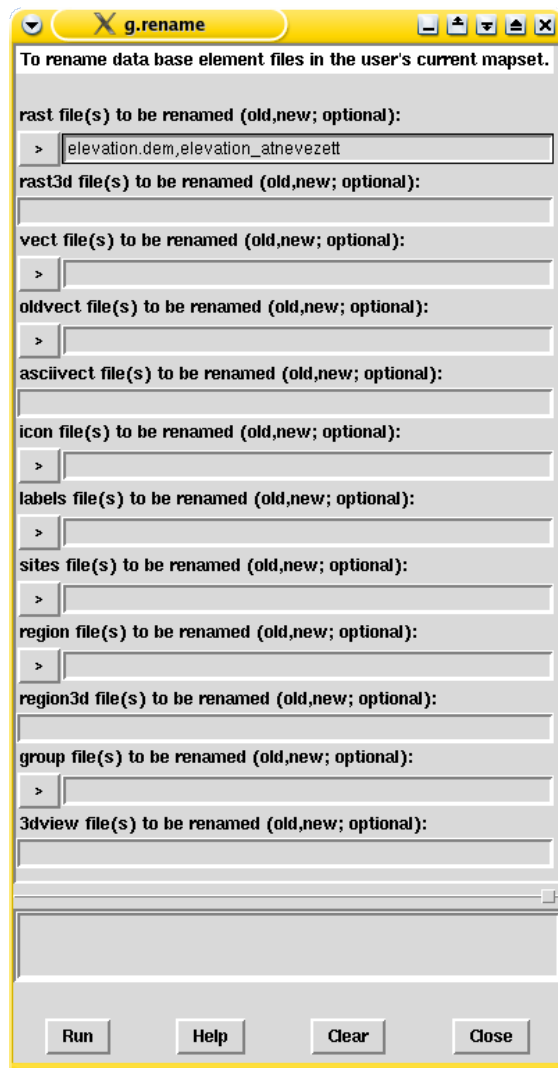 g.rename
To rename data base element files in the user's current mapset.
rast file(s) to be renamed (old,new; optional):
> elevation.dem,elevation_atnevezett
rast3d file(s) to be renamed (old,new; optional):
vect file(s) to be renamed (old,new; optional):
>
oldvect file(s) to be renamed (old,new; optional):
>
asciivect file(s) to be renamed (old,new; optional):
icon file(s) to be renamed (old,new; optional):
>
labels file(s) to be renamed (old,new; optional):
>
sites file(s) to be renamed (old,new; optional):
>
region file(s) to be renamed (old,new; optional):
>
region3d file(s) to be renamed (old,new; optional):
group file(s) to be renamed (old,new; optional):
>
3dview file(s) to be renamed (old,new; optional):
Run Help Clear Close